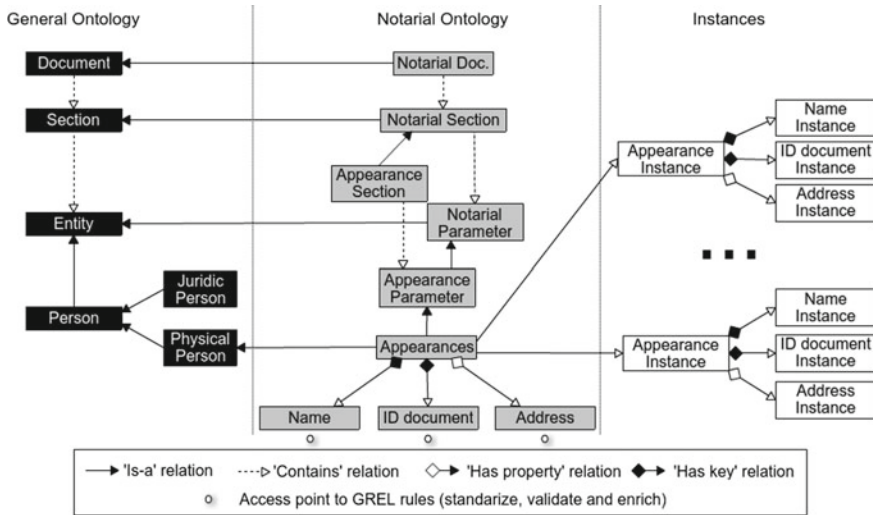 General Ontology
Notarial Ontology
Instances
Document
Section
Entity
Juridic
Person
Person
Physical
Person
Notarial Doc.
Notarial Section
Appearance
Section
Notarial
Parameter
Appearance
Parameter
Appearances
Name
ID document
Address
Appearance
Instance
Name
Instance
ID document
Instance
Address
Instance
Appearance
Instance
Name
Instance
ID document
Instance
Address
Instance
'Is-a' relation
'Contains' relation
'Has property' relation
'Has key' relation
Access point to GREL rules (standarize, validate and enrich)